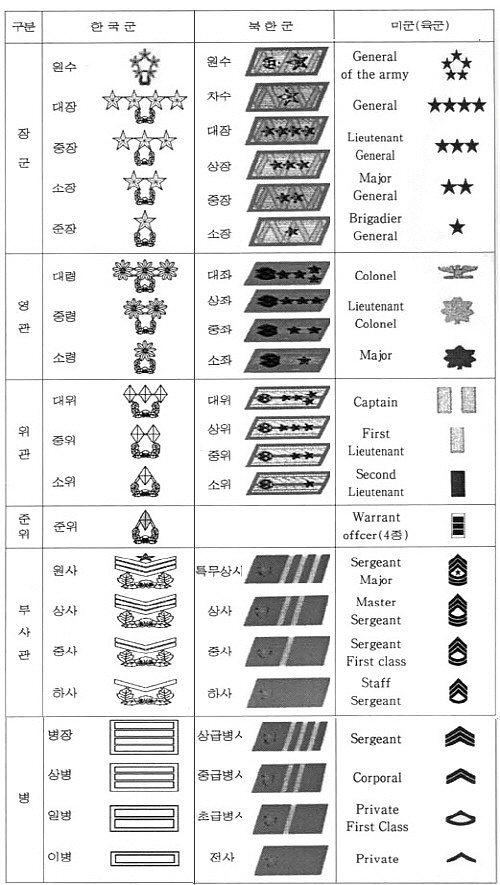 구분 한국군 북한군 미군(육군)
장군
원수 원수 General of the army
대장 차수 General
중장 대장 Lieutenant General
소장 상장 Major General
준장 중장 Brigadier General
소장
영관
대령 대좌 Colonel
중령 상좌 Lieutenant Colonel
소령 중좌 Major
소좌
위관
대위 대위 Captain
중위 상위 First Lieutenant
소위 중위 Second Lieutenant
소위
준위
준위 Warrant offcer(4종)
부사관
원사 특무상사 Sergeant Major
상사 상사 Master Sergeant
중사 중사 Sergeant First class
하사 하사 Staff Sergeant
병
병장 상급병사 Sergeant
상병 중급병사 Corporal
일병 초급병사 Private First Class
이병 전사 Private